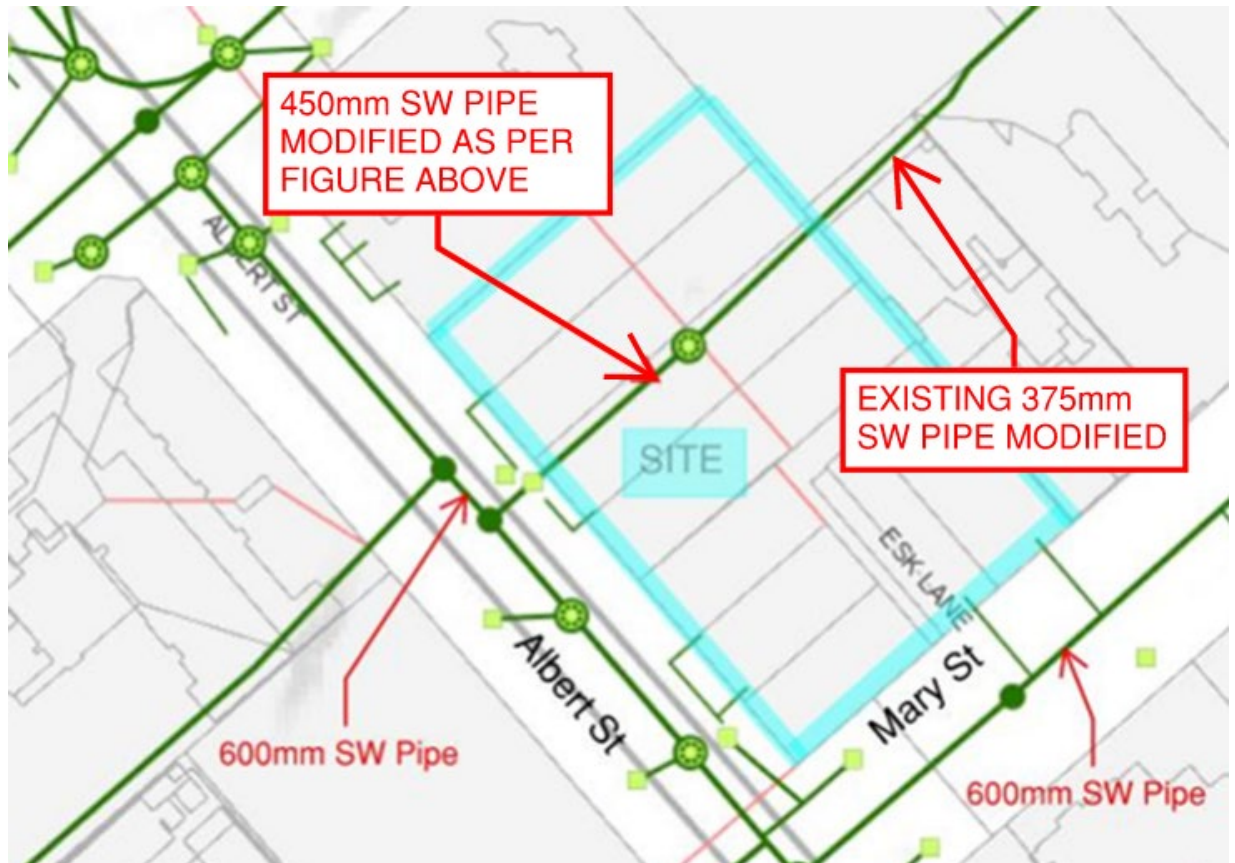 450mm SW PIPE
MODIFIED AS PER
FIGURE ABOVE
ALBERT ST
EXISTING 375mm
SW PIPE MODIFIED
SITE
ESK LANE
Albert St
Mary St
600mm SW Pipe
600mm SW Pipe